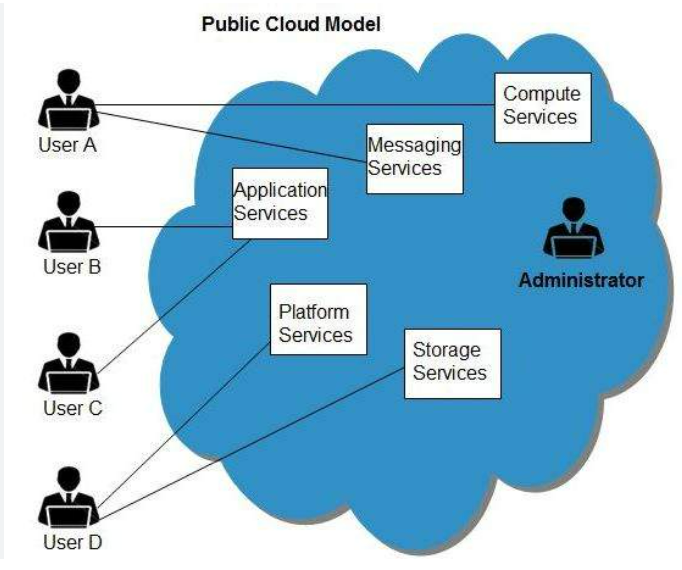 Public Cloud Model
User A
Compute
Services
Messaging
Services
Application
Services
User B
Administrator
Platform
Services
Storage
Services
User C
User D